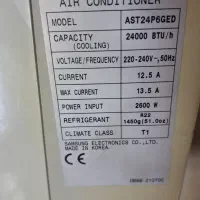 AIR CONDITIONER
MODEL AST24P6GED
CAPACITY (COOLING) 24000 BTU/h
VOLTAGE/FREQUENCY 220-240V~,50Hz
CURRENT 12.5 A
MAX CURRENT 13.5 A
POWER INPUT 2600 W
REFRIGERANT R22 1450g(51.0oz)
CLIMATE CLASS T1
SAMSUNG ELECTRONICS CO.,LTD.
MADE IN KOREA